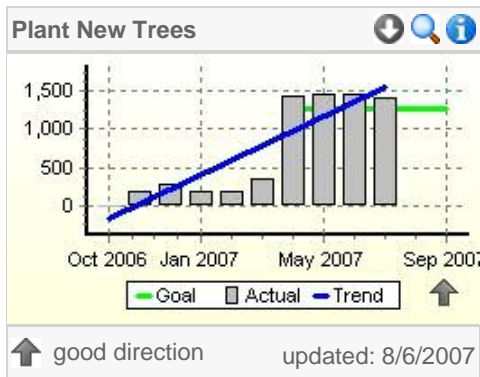 Plant New Trees
1,500
1,000
500
0
Oct 2006 Jan 2007 May 2007 Sep 2007
Goal Actual Trend
good direction updated: 8/6/2007